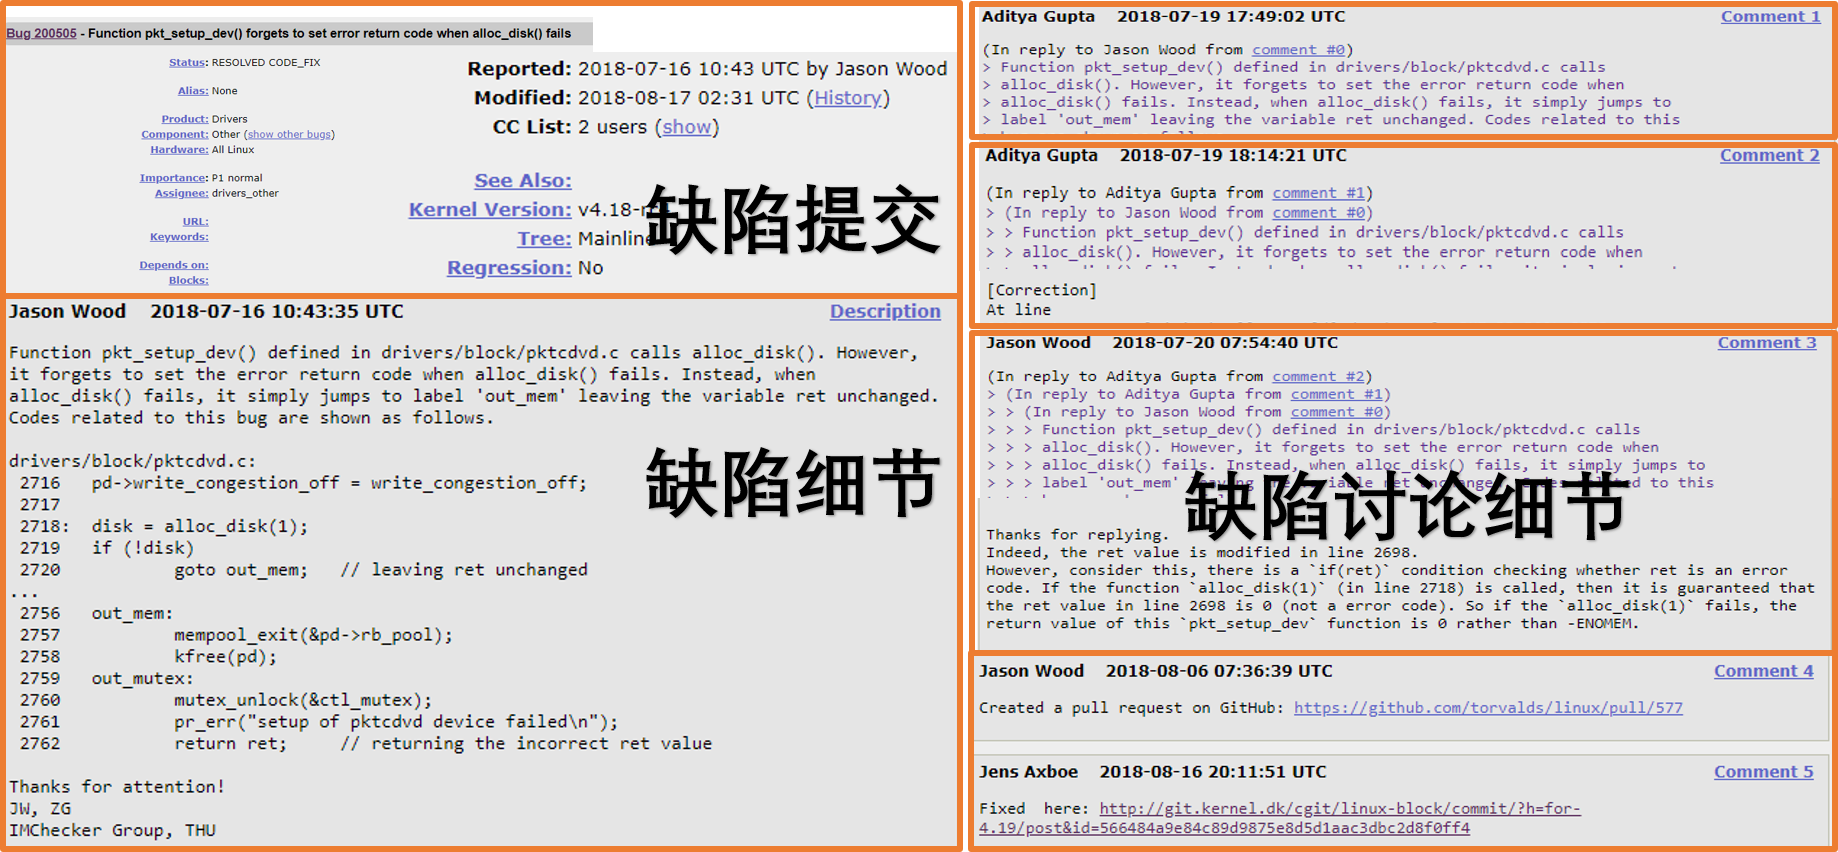 Bug 200505 - Function pkt_setup_dev() forgets to set error return code when alloc_disk() fails
Status: RESOLVED CODE_FIX
Alias: None
Product: Drivers
Component: Other (show other bugs)
Hardware: All Linux
Importance: P1 normal
Assignee: drivers_other
URL:
Keywords:
Depends on:
Blocks:
Reported: 2018-07-16 10:43 UTC by Jason Wood
Modified: 2018-08-17 02:31 UTC (History)
CC List: 2 users (show)
See Also:
Kernel Version: v4.18-
Tree: Mainline
Regression: No
缺陷提交
Jason Wood 2018-07-16 10:43:35 UTC Description
Function pkt_setup_dev() defined in drivers/block/pktcdvd.c calls alloc_disk(). However,
it forgets to set the error return code when alloc_disk() fails. Instead, when
alloc_disk() fails, it simply jumps to label 'out_mem' leaving the variable ret unchanged.
Codes related to this bug are shown as follows.
drivers/block/pktcdvd.c:
2716 pd->write_congestion_off = write_congestion_off;
2717
2718: disk = alloc_disk(1);
2719 if (!disk)
2720 goto out_mem; // leaving ret unchanged
...
2756 out_mem:
2757 mempool_exit(&pd->rb_pool);
2758 kfree(pd);
2759 out_mutex:
2760 mutex_unlock(&ctl_mutex);
2761 pr_err("setup of pktcdvd device failed\n");
2762 return ret; // returning the incorrect ret value
Thanks for attention!
JW, ZG
IMChecker Group, THU
缺陷细节
Aditya Gupta 2018-07-19 17:49:02 UTC Comment 1
(In reply to Jason Wood from comment #0)
> Function pkt_setup_dev() defined in drivers/block/pktcdvd.c calls
> alloc_disk(). However, it forgets to set the error return code when
> alloc_disk() fails. Instead, when alloc_disk() fails, it simply jumps to
> label 'out_mem' leaving the variable ret unchanged. Codes related to this
Aditya Gupta 2018-07-19 18:14:21 UTC Comment 2
(In reply to Aditya Gupta from comment #1)
> (In reply to Jason Wood from comment #0)
> > Function pkt_setup_dev() defined in drivers/block/pktcdvd.c calls
> > alloc_disk(). However, it forgets to set the error return code when
[Correction]
At line
Jason Wood 2018-07-20 07:54:40 UTC Comment 3
(In reply to Aditya Gupta from comment #2)
> (In reply to Aditya Gupta from comment #1)
> > (In reply to Jason Wood from comment #0)
> > > Function pkt_setup_dev() defined in drivers/block/pktcdvd.c calls
> > > alloc_disk(). However, it forgets to set the error return code when
> > > alloc_disk() fails. Instead, when alloc_disk() fails, it simply jumps to
> > > label 'out_mem' leaving the variable ret unchanged. Codes related to this
缺陷讨论细节
Thanks for replying.
Indeed, the ret value is modified in line 2698.
However, consider this, there is a `if(ret)` condition checking whether ret is an error
code. If the function `alloc_disk(1)` (in line 2718) is called, then it is guaranteed that
the ret value in line 2698 is 0 (not a error code). So if the `alloc_disk(1)` fails, the
return value of this `pkt_setup_dev` function is 0 rather than -ENOMEM.
Jason Wood 2018-08-06 07:36:39 UTC Comment 4
Created a pull request on GitHub: https://github.com/torvalds/linux/pull/577
Jens Axboe 2018-08-16 20:11:51 UTC Comment 5
Fixed here: http://git.kernel.dk/cgit/linux-block/commit/?h=for-
4.19/post&id=566484a9e84c89d9875e8d5d1aac3dbc2d8f0ff4